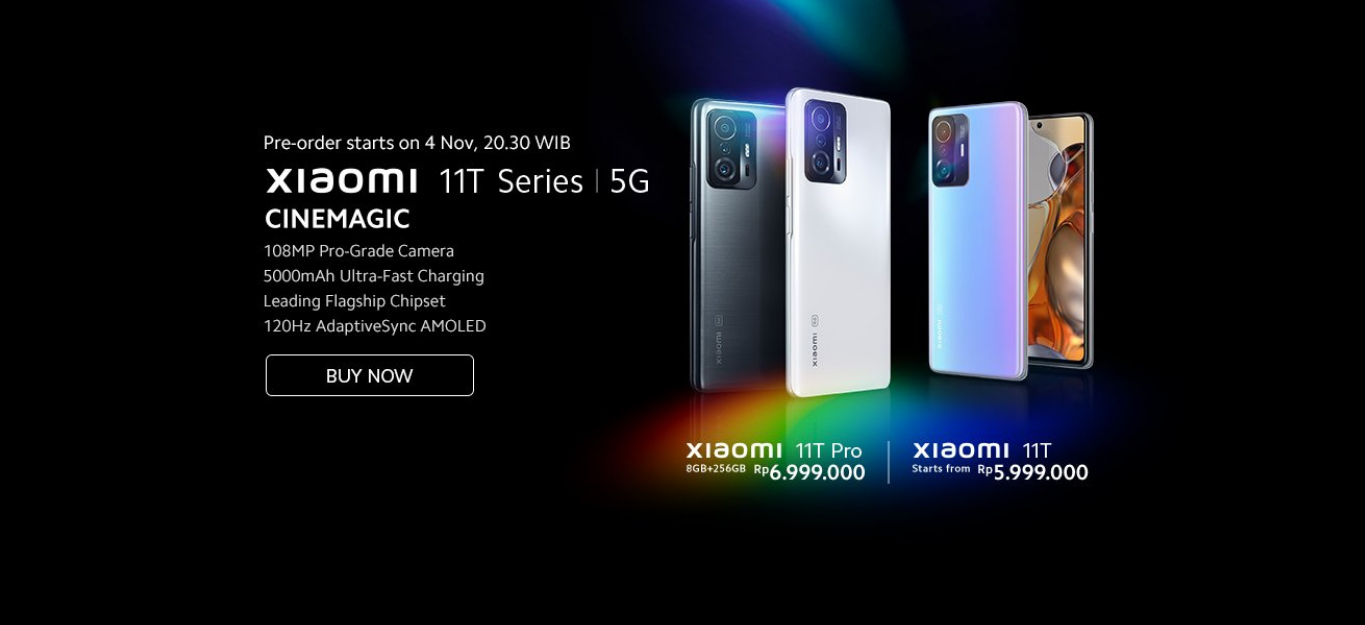 Pre-order starts on 4 Nov, 20.30 WIB
xiaomi 11T Series | 5G
CINEMAGIC
108MP Pro-Grade Camera
5000mAh Ultra-Fast Charging
Leading Flagship Chipset
120Hz AdaptiveSync AMOLED
BUY NOW
xiaomi
xiaomi
xiaomi 11T Pro
8GB+256GB Rp6.999.000
xiaomi 11T
Starts from Rp5.999.000